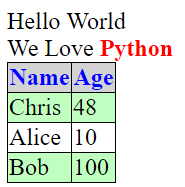 Hello World
We Love Python
Name Age
Chris 48
Alice 10
Bob 100